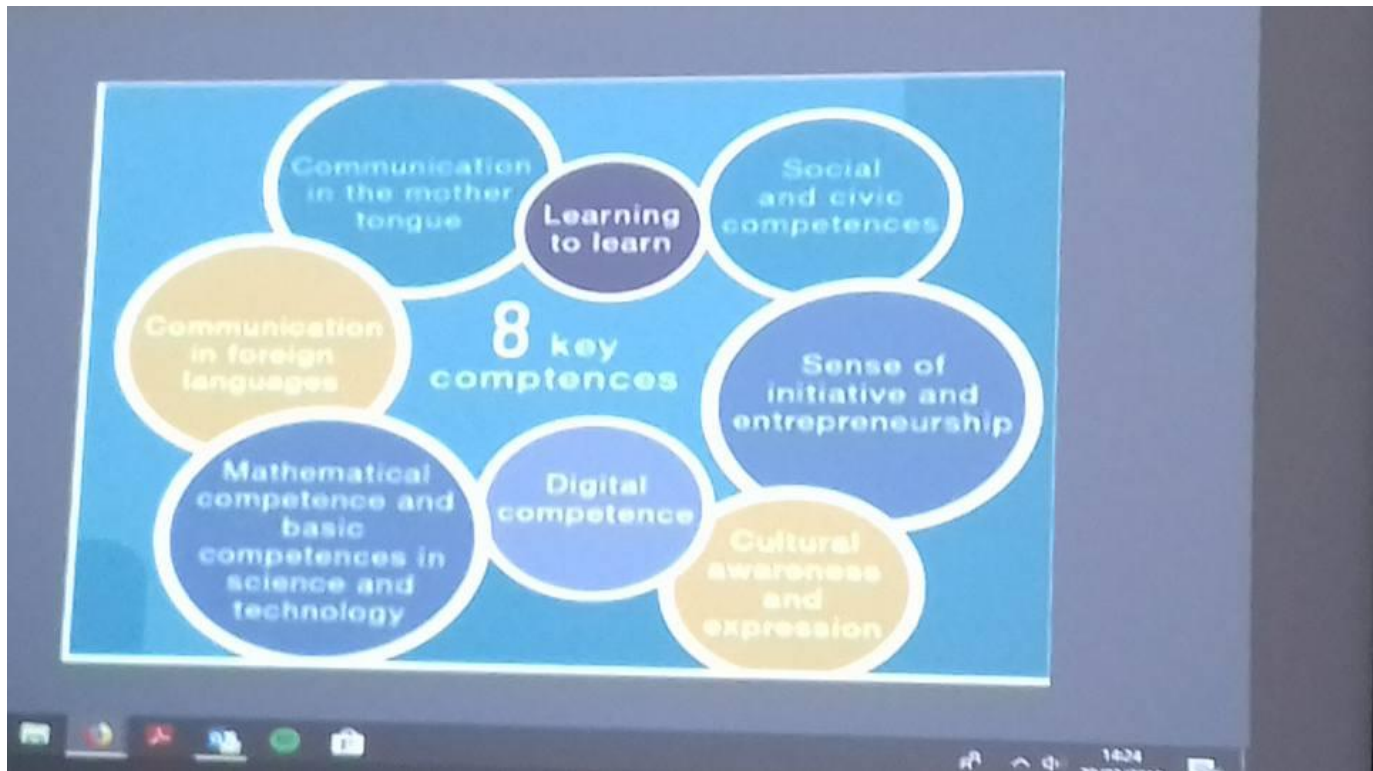 Communication
in the mother
tongue
Learning
to learn
Social
and civic
competences
Communication
in foreign
languages
8 key
comptences
Sense of
initiative and
entrepreneurship
Mathematical
competence and
basic
competences in
science and
technology
Digital
competence
Cultural
awareness
and
expression
14:24